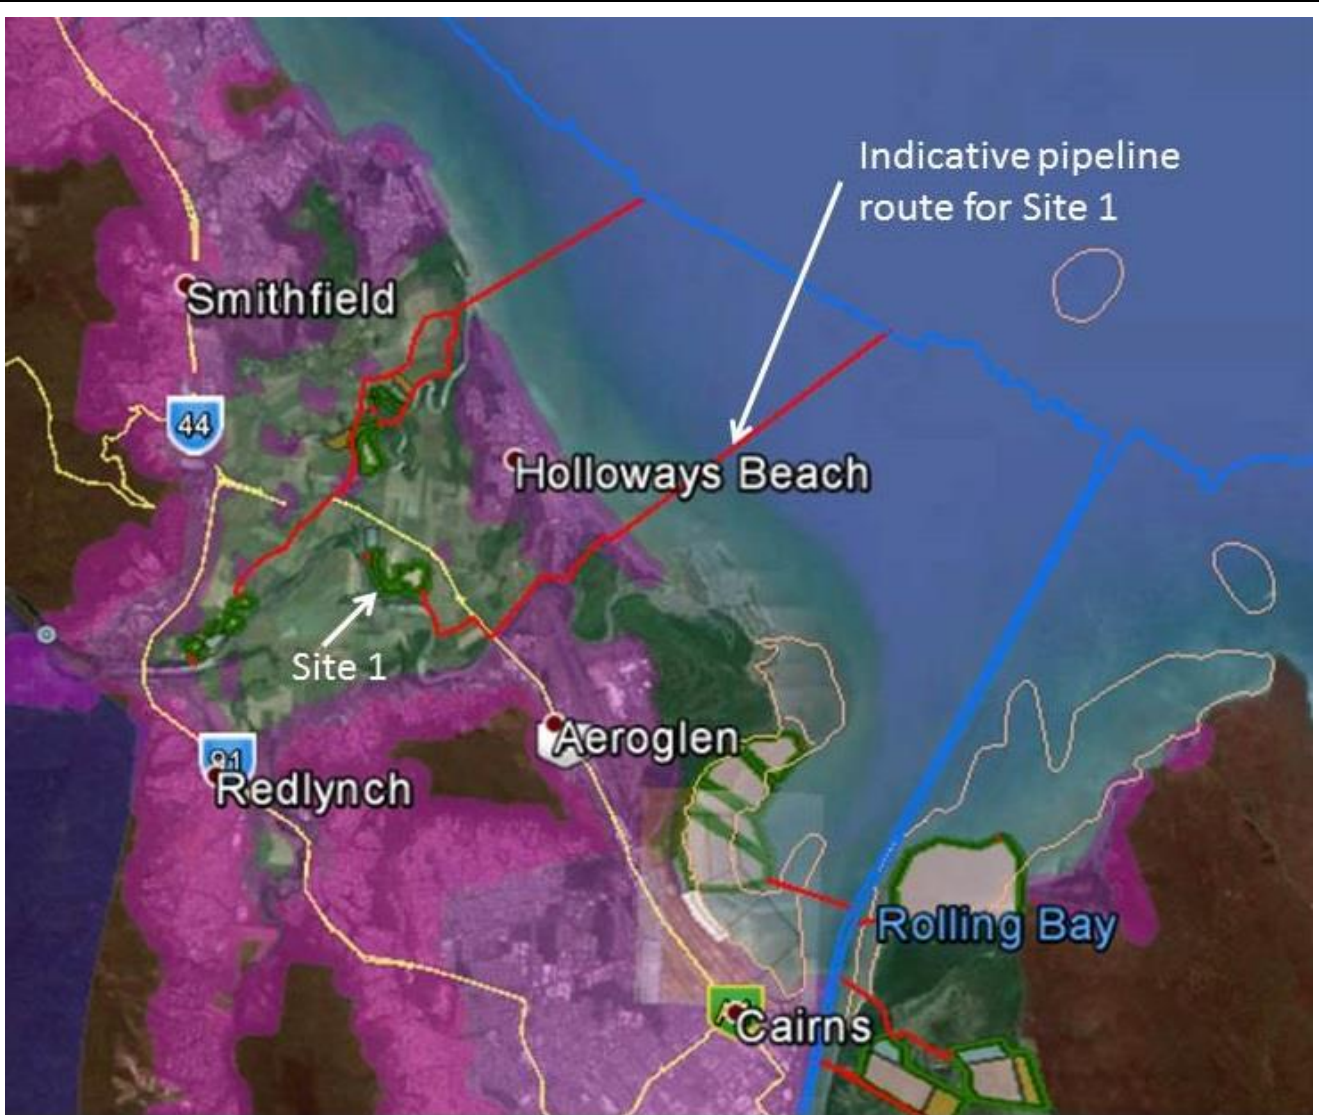 Indicative pipeline
route for Site 1
Smithfield
44
Holloways Beach
Site 1
Aeroglen
91
Redlynch
Rolling Bay
Cairns